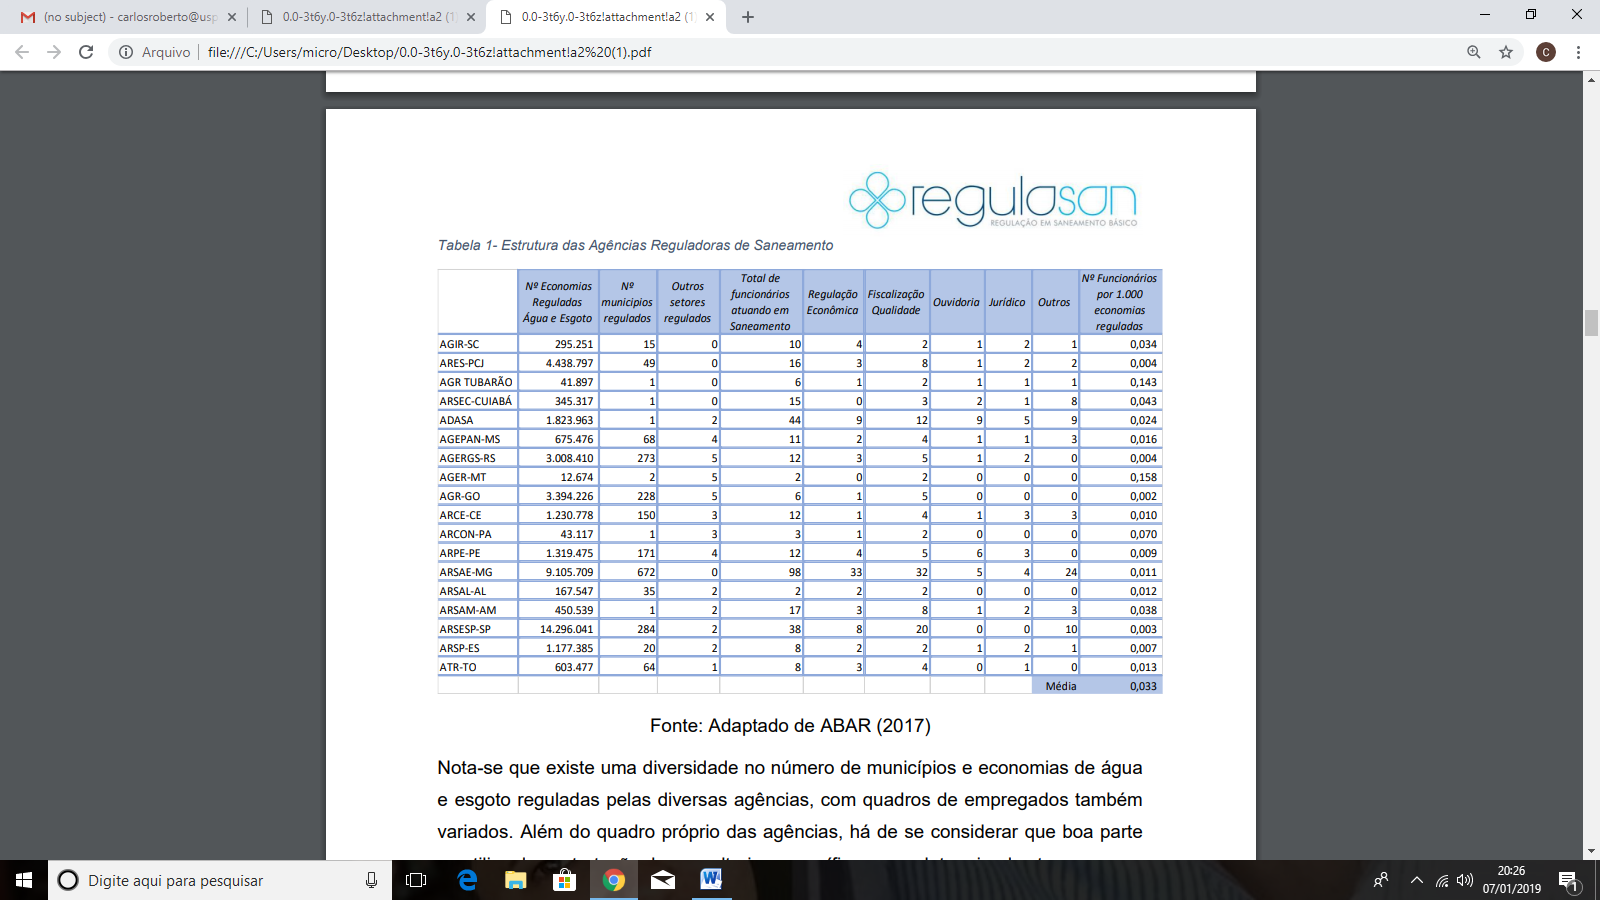 (no subject) - carlosroberto@usp
0.0-3t6y.0-3t6z!attachment!a2 (1)
0.0-3t6y.0-3t6z!attachment!a2 (1)
Arquivo file:///C:/Users/micro/Desktop/0.0-3t6y.0-3t6z!attachment!a2%20(1).pdf
C
regulasan
REGULAÇÃO EM SANEAMENTO BÁSICO
Tabela 1- Estrutura das Agências Reguladoras de Saneamento
Nº Economias Reguladas Água e Esgoto Nº municipios regulados Outros setores regulados Total de funcionários atuando em Saneamento Regulação Econômica Fiscalização Qualidade Ouvidoria Jurídico Outros Nº Funcionários por 1.000 economias reguladas
AGIR-SC 295.251 15 0 10 4 2 1 2 1 0,034
ARES-PCJ 4.438.797 49 0 16 3 8 1 2 2 0,004
AGR TUBARÃO 41.897 1 0 6 1 2 1 1 1 0,143
ARSEC-CUIABÁ 345.317 1 0 15 0 3 2 1 8 0,043
ADASA 1.823.963 1 2 44 9 12 9 5 9 0,024
AGEPAN-MS 675.476 68 4 11 2 4 1 1 3 0,016
AGERGS-RS 3.008.410 273 5 12 3 5 1 2 0 0,004
AGER-MT 12.674 2 5 2 0 2 0 0 0 0,158
AGR-GO 3.394.226 228 5 6 1 5 0 0 0 0,002
ARCE-CE 1.230.778 150 3 12 1 4 1 3 3 0,010
ARCON-PA 43.117 1 3 3 1 2 0 0 0 0,070
ARPE-PE 1.319.475 171 4 12 4 5 6 3 0 0,009
ARSAE-MG 9.105.709 672 0 98 33 32 5 4 24 0,011
ARSAL-AL 167.547 35 2 2 2 2 0 0 0 0,012
ARSAM-AM 450.539 1 2 17 3 8 1 2 3 0,038
ARSESP-SP 14.296.041 284 2 38 8 20 0 0 10 0,003
ARSP-ES 1.177.385 20 2 8 2 2 1 2 1 0,007
ATR-TO 603.477 64 1 8 3 4 0 1 0 0,013
Média 0,033
Fonte: Adaptado de ABAR (2017)
Nota-se que existe uma diversidade no número de municípios e economias de água
e esgoto reguladas pelas diversas agências, com quadros de empregados também
variados. Além do quadro próprio das agências, há de se considerar que boa parte
Digite aqui para pesquisar
20:26
07/01/2019
1